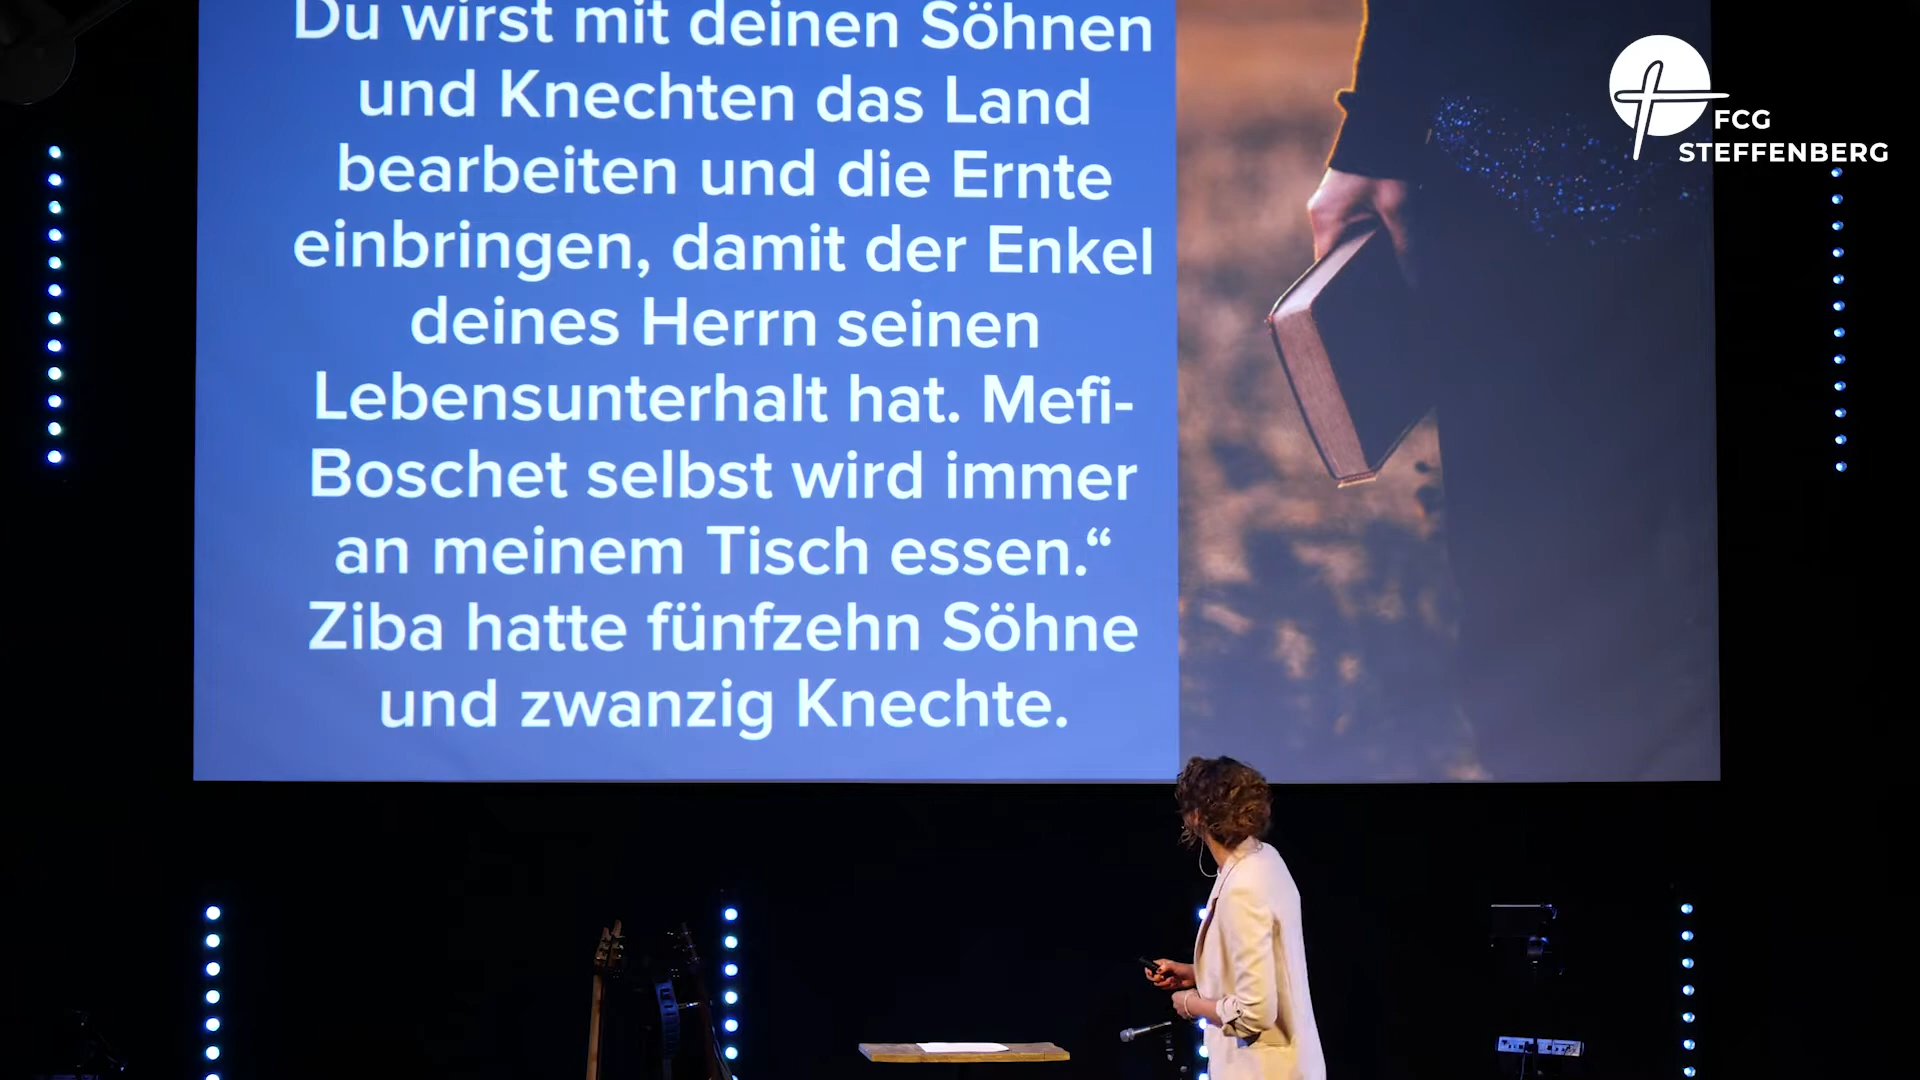 Du wirst mit deinen Söhnen
und Knechten das Land
bearbeiten und die Ernte
einbringen, damit der Enkel
deines Herrn seinen
Lebensunterhalt hat. Mefi-
Boschet selbst wird immer
an meinem Tisch essen.“
Ziba hatte fünfzehn Söhne
und zwanzig Knechte.
FCG
STEFFENBERG